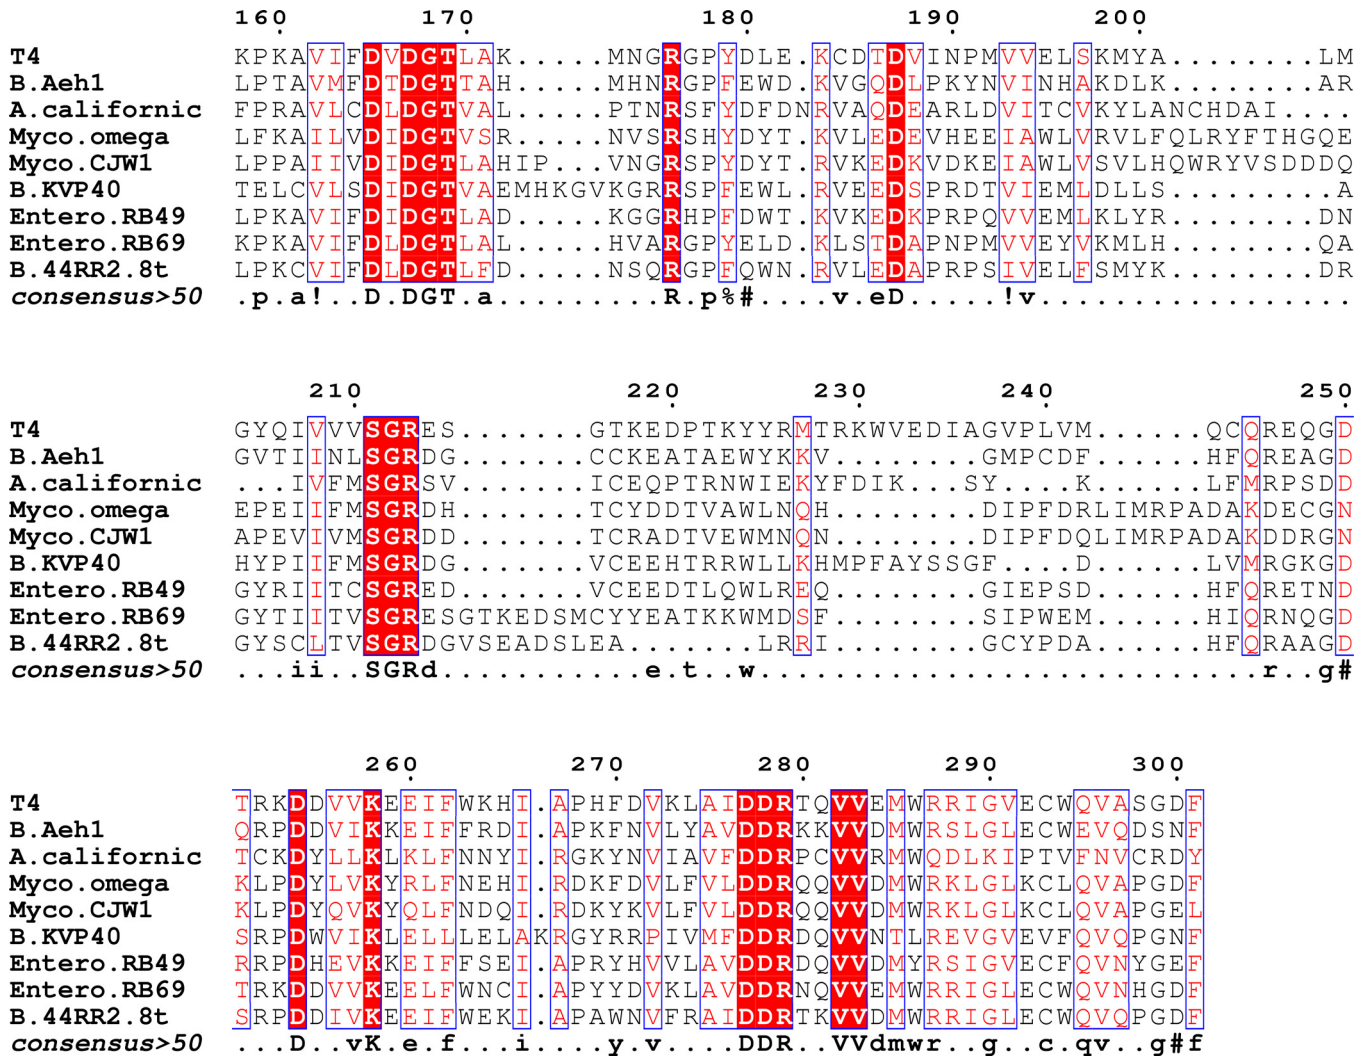 160 170 180 190 200
T4 KPKAVIFDVDGTLAK.....MNGRGPYDLE.KCDTDVINPMVVELSKMYA........LM
B.Aeh1 LPTAVMFDTDGTTAH.....MHNRGPFEWD.KVGQDLPKYNVINHAKDLK........AR
A.californic FPRAVLCDLDGTVAL.....PTNRSFYDFDNRVAQDEARLDVITCVKYLANCHDAI....
Myco.omega LFKAILVDIDGTVSR.....NVSRSHYDYT.KVLEDEVHEEIAWLVRVLFQLRYFTHGQE
Myco.CJW1 LPPAIIVDIDGTLAHIP...VNGRSPYDYT.RVKEDKVDKEIAWLVSVLHQWRYVSDDDQ
B.KVP40 TELCVLSDIDGTVAEMHKGVKGRRSPFEWL.RVEEDSPRDTVIEMLDLLS.........A
Entero.RB49 LPKAVIFDIDGTLAD.....KGGRHPFDWT.KVKEDKPRPQVVEMLKLYR........DN
Entero.RB69 KPKAVIFDLDGTLAL.....HVARGPYELD.KLSTDAPNPMVVEYVKMLH........QA
B.44RR2.8t LPKCVIFDLDGTLFD.....NSQRGPFQWN.RVLEDAPRPSIVELFSMYK........DR
consensus>50 .p.a!..D.DGT.a.........R.p%#....v.eD.....!v.................
210 220 230 240 250
T4 GYQIVVVSGRES.......GTKEDPTKYYRMTRKWVEDIAGVPLVM......QCQREQGD
B.Aeh1 GVTIINLSGRDG.......CCKEATAEWYKKV........GMPCDF......HFQREAGD
A.californic ...IVFMSGRSV.......ICEQPTRNWIEKYFDIK...SY....K......LFMRPSDD
Myco.omega EPEIIFMSGRDH.......TCYDDTVAWLNQH........DIPFDRLIMRPADAKDECGN
Myco.CJW1 APEVIVMSGRDD.......TCRADTVEWMNQN........DIPFDQLIMRPADAKDDRGN
B.KVP40 HYPIIFMSGRDG.......VCEEHTRRWLLKHMPFAYSSGF....D......LVMRGKGD
Entero.RB49 GYRIITCSGRED.......VCEEDTLQWLREQ........GIEPSD......HFQRETND
Entero.RB69 GYTIITVSGRESGTKEDSMCYYEATKKWMDSF........SIPWEM......HIQRNQGD
B.44RR2.8t GYSCLTVSGRDGVSEADSLEA.......LRRI........GCYPDA......HFQRAAGD
consensus>50 ...ii..SGRd...........e.t..w...........................r..g#
260 270 280 290 300
T4 TRKDDVVKEEIFWKHI.APHFDVKLAIDDRTQVVEMWRRIGVECWQVASGDF
B.Aeh1 QRPDDVIKKEIFFRDI.APKFNVLYAVDDRKKVVDMWRSLGLECWEVQDSNF
A.californic TCKDYLLKLKLFNNYI.RGKYNVIAVFDDRPCVVRMWQDLKIPTVFNVCRDY
Myco.omega KLPDYLVKYRLFNEHI.RDKFDVLFVLDDRQQVVDMWRKLGLKCLQVAPGDF
Myco.CJW1 KLPDYQVKYQLFNDQI.RDKYKVLFVLDDRQQVVDMWRKLGLKCLQVAPGEL
B.KVP40 SRPDWVIKLELLLELAKRGYRRPIVMFDDRDQVVNTLREVGVEVFQVQPGNF
Entero.RB49 RRPDHEVKKEIFFSEI.APRYHVVLAVDDRDQVVDMYRSIGVECFQVNYGEF
Entero.RB69 TRKDDVVKEELFWNCI.APYYDVKLAVDDRNQVVEMWRRIGVECWQVNHGDF
B.44RR2.8t SRPDDIVKEEIFWEKI.APAWNVFRAIDDRTKVVDMWRRIGLECWQVQPGDF
consensus>50 ...D..vK.e.f...i....y.v....DDR..VVdmwr..g..c.qv..g#f